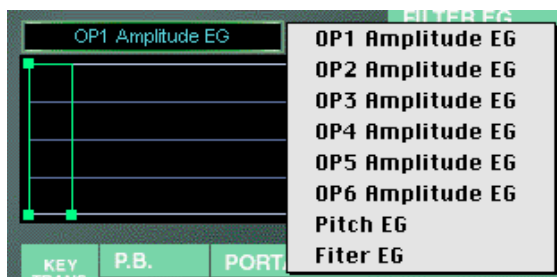 FILTER EG
OP1 Amplitude EG
OP1 Amplitude EG
OP2 Amplitude EG
OP3 Amplitude EG
OP4 Amplitude EG
OP5 Amplitude EG
OP6 Amplitude EG
Pitch EG
Fiter EG
KEY P.B. PORT